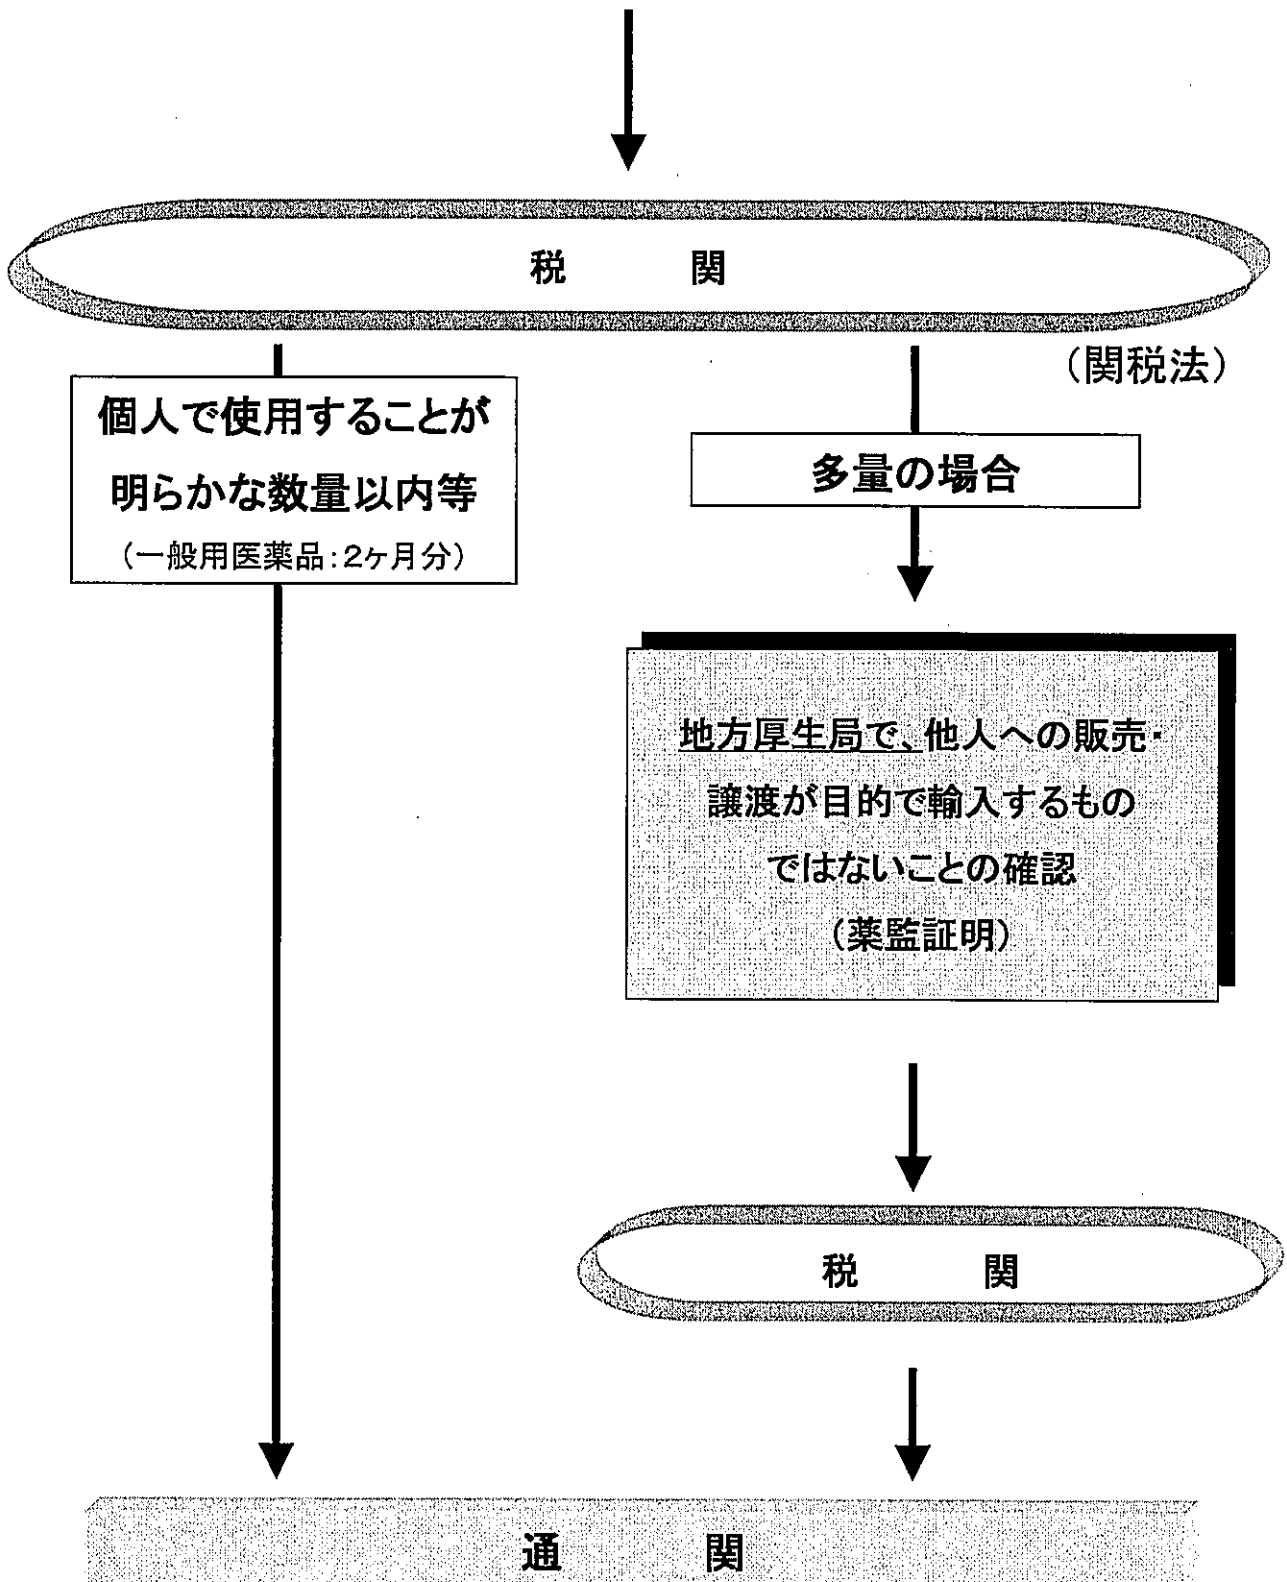 税 関
（関税法）
個人で使用することが
明らかな数量以内等
（一般用医薬品：2ヶ月分）
多量の場合
地方厚生局で、他人への販売・
譲渡が目的で輸入するもの
ではないことの確認
（薬監証明）
税 関
通 関